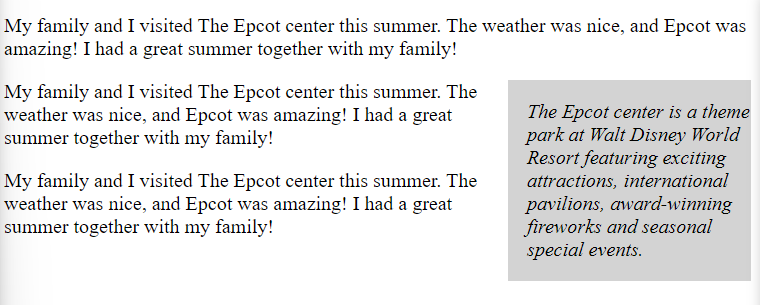 My family and I visited The Epcot center this summer. The weather was nice, and Epcot was
amazing! I had a great summer together with my family!
My family and I visited The Epcot center this summer. The
weather was nice, and Epcot was amazing! I had a great
summer together with my family!
My family and I visited The Epcot center this summer. The
weather was nice, and Epcot was amazing! I had a great
summer together with my family!
The Epcot center is a theme
park at Walt Disney World
Resort featuring exciting
attractions, international
pavilions, award-winning
fireworks and seasonal
special events.